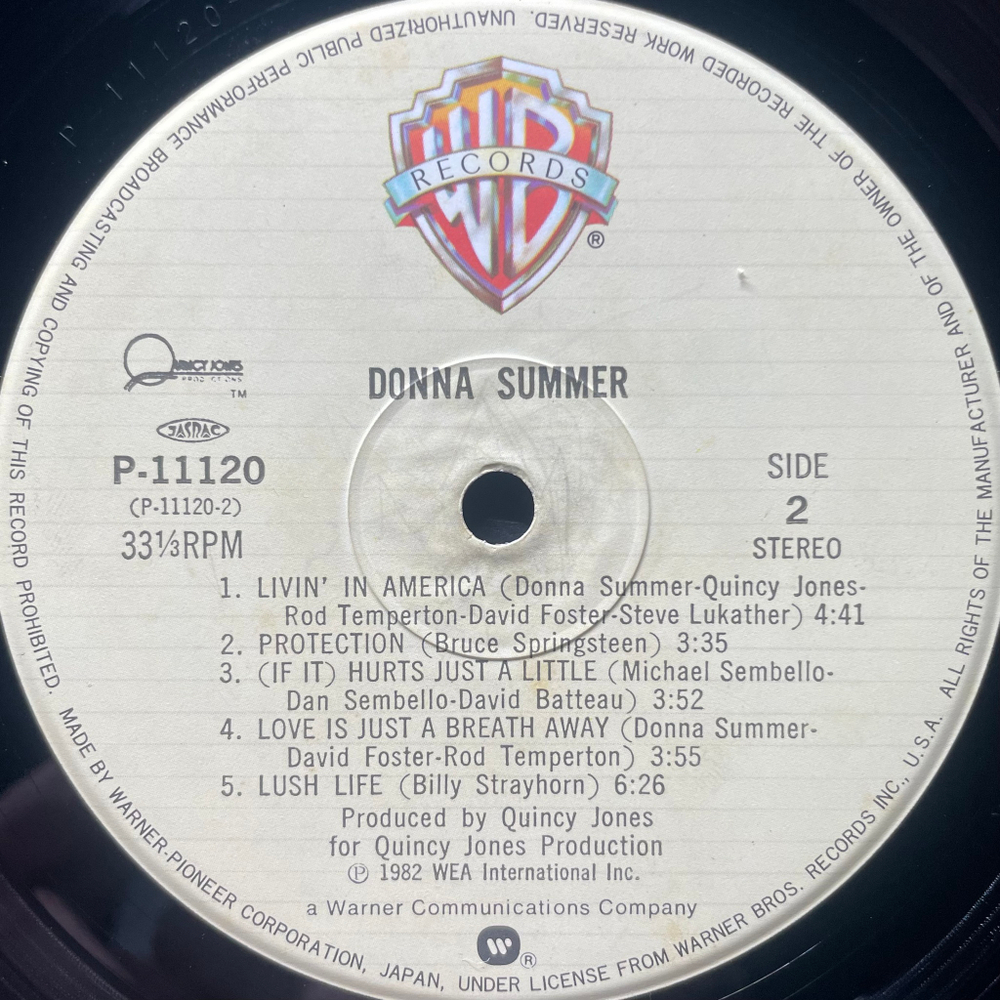 P 11120-
UNAUTHORIZED PUBLIC PERFORMANCE BROADCASTING AND COPYING OF THIS RECORD PROHIBITED.
ALL RIGHTS OF THE MANUFACTURER AND OF THE OWNER OF THE RECORDED WORK RESERVED.
WB
RECORDS
®
QUINCY JONES
PRODUCTIONS
TM
DONNA SUMMER
JASRAC
P-11120
(P-11120-2)
33⅓RPM
SIDE
2
STEREO
1. LIVIN' IN AMERICA (Donna Summer-Quincy Jones-
Rod Temperton-David Foster-Steve Lukather) 4:41
2. PROTECTION (Bruce Springsteen) 3:35
3. (IF IT) HURTS JUST A LITTLE (Michael Sembello-
Dan Sembello-David Batteau) 3:52
4. LOVE IS JUST A BREATH AWAY (Donna Summer-
David Foster-Rod Temperton) 3:55
5. LUSH LIFE (Billy Strayhorn) 6:26
Produced by Quincy Jones
for Quincy Jones Production
℗ 1982 WEA International Inc.
a Warner Communications Company
W®
MADE BY WARNER-PIONEER CORPORATION, JAPAN, UNDER LICENSE FROM WARNER BROS. RECORDS INC., U.S.A.